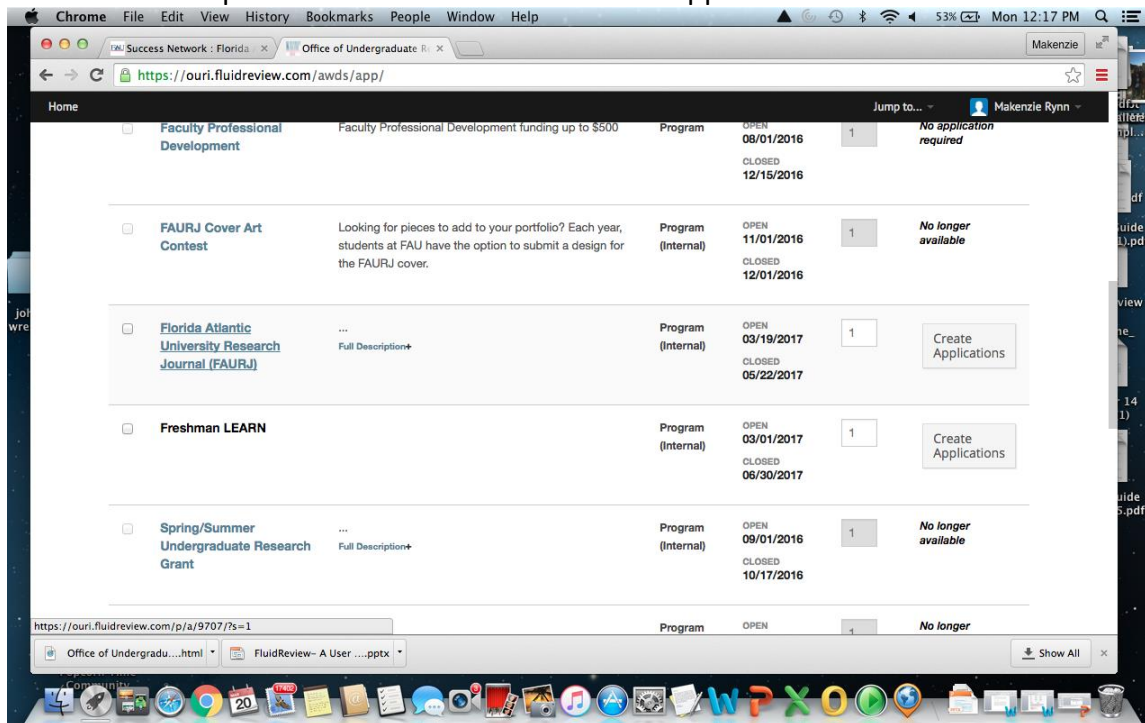 Chrome File Edit View History Bookmarks People Window Help 53% Mon 12:17 PM
Success Network : Florida
Office of Undergraduate Re
Makenzie
https://ouri.fluidreview.com/awds/app/
Home Jump to... Makenzie Rynn
Faculty Professional Faculty Professional Development funding up to $500 Program OPEN 1 No application
Development 08/01/2016 required
CLOSED
12/15/2016
FAURJ Cover Art Looking for pieces to add to your portfolio? Each year, Program OPEN 1 No longer
Contest students at FAU have the option to submit a design for (Internal) 11/01/2016 available
the FAURJ cover. CLOSED
12/01/2016
Florida Atlantic ... Program OPEN 1 Create
University Research Full Description+ (Internal) 03/19/2017 Applications
Journal (FAURJ) CLOSED
05/22/2017
Freshman LEARN Program OPEN 1 Create
(Internal) 03/01/2017 Applications
CLOSED
06/30/2017
Spring/Summer ... Program OPEN 1 No longer
Undergraduate Research Full Description+ (Internal) 09/01/2016 available
Grant CLOSED
10/17/2016
https://ouri.fluidreview.com/p/a/9707/?s=1 Program OPEN 1 No longer
Office of Undergradu....html FluidReview– A User ....pptx Show All
Community
20
17402